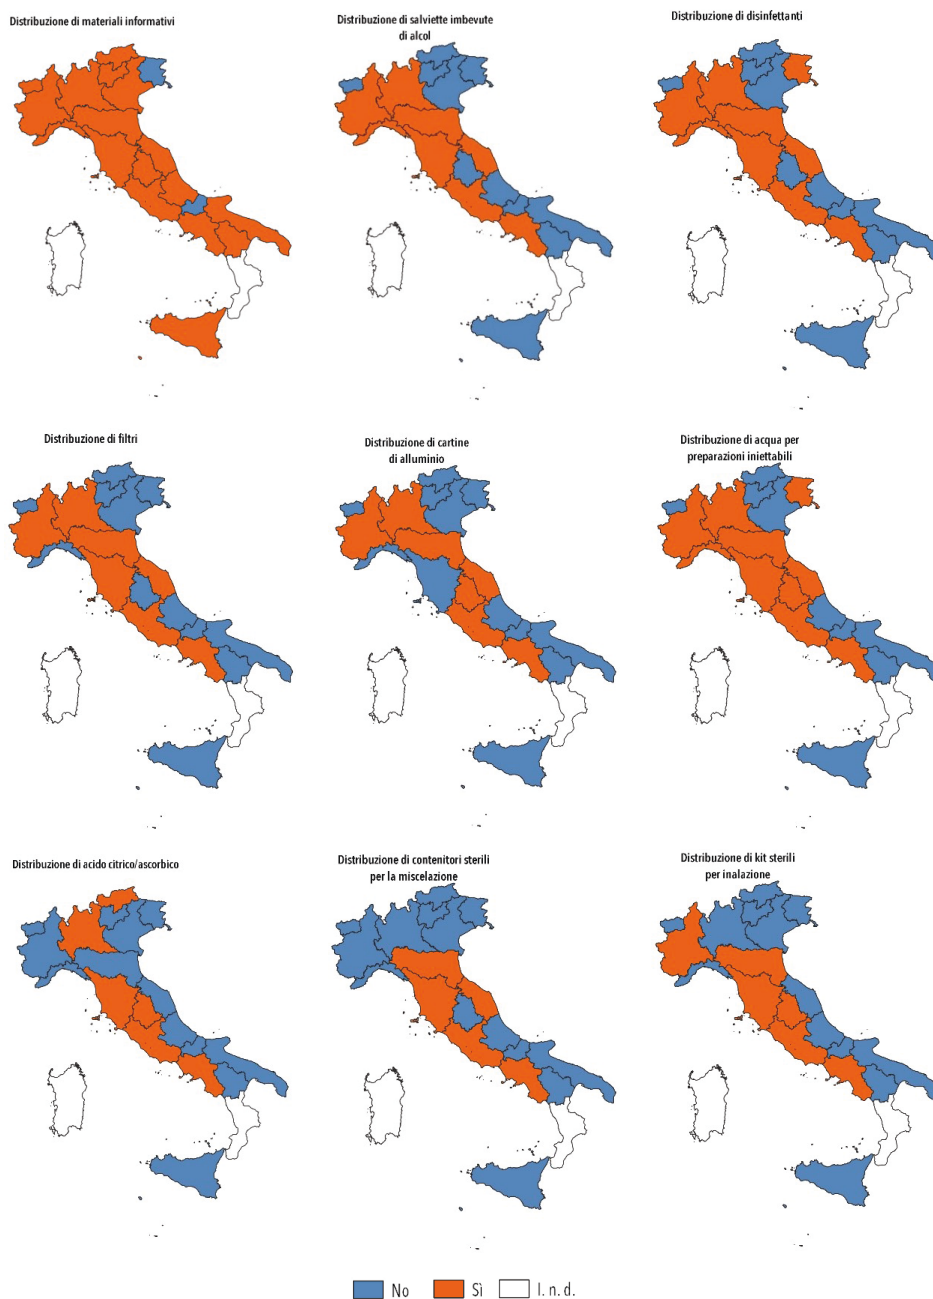 Distribuzione di materiali informativi
Distribuzione di salviette imbevute
di alcol
Distribuzione di disinfettanti
Distribuzione di filtri
Distribuzione di cartine
di alluminio
Distribuzione di acqua per
preparazioni iniettabili
Distribuzione di acido citrico/ascorbico
Distribuzione di contenitori sterili
per la miscelazione
Distribuzione di kit sterili
per inalazione
No
Sì
I. n. d.